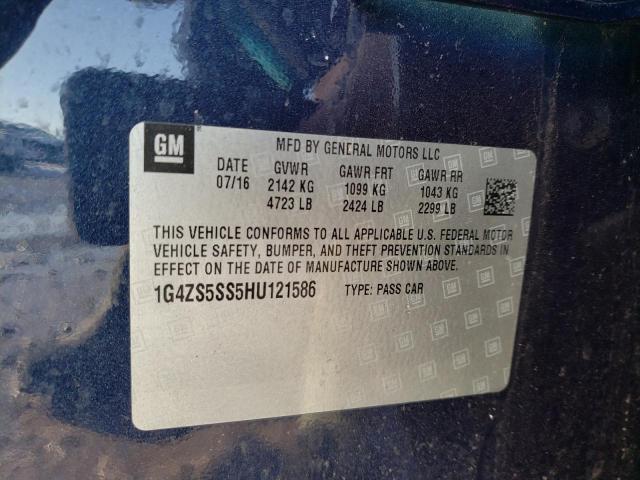 GM
MFD BY GENERAL MOTORS LLC
DATE GVWR GAWR FRT GAWR RR
07/16 2142 KG 1099 KG 1043 KG
4723 LB 2424 LB 2299 LB
THIS VEHICLE CONFORMS TO ALL APPLICABLE U.S. FEDERAL MOTOR
VEHICLE SAFETY, BUMPER, AND THEFT PREVENTION STANDARDS IN
EFFECT ON THE DATE OF MANUFACTURE SHOWN ABOVE.
1G4ZS5SS5HU121586 TYPE: PASS CAR